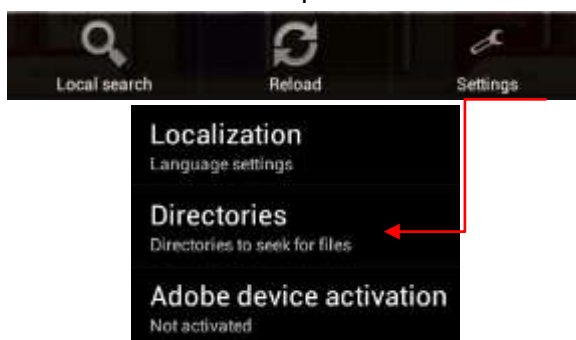 Local search Reload Settings
Localization
Language settings
Directories
Directories to seek for files
Adobe device activation
Not activated